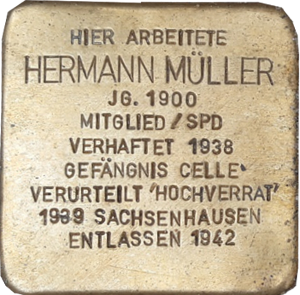 HIER ARBEITETE
HERMANN MÜLLER
JG. 1900
MITGLIED / SPD
VERHAFTET 1938
GEFÄNGNIS CELLE
VERURTEILT 'HOCHVERRAT'
1939 SACHSENHAUSEN
ENTLASSEN 1942